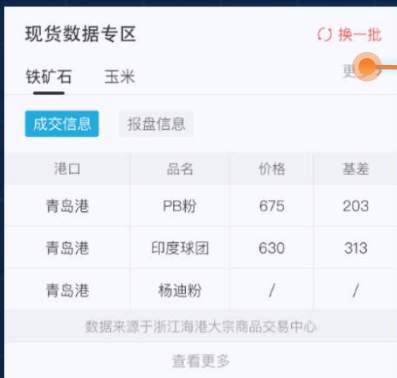 现货数据专区 换一批
铁矿石 玉米 更
成交信息 报盘信息
港口 品名 价格 基差
青岛港 PB粉 675 203
青岛港 印度球团 630 313
青岛港 杨迪粉 / /
数据来源于浙江海港大宗商品交易中心
查看更多